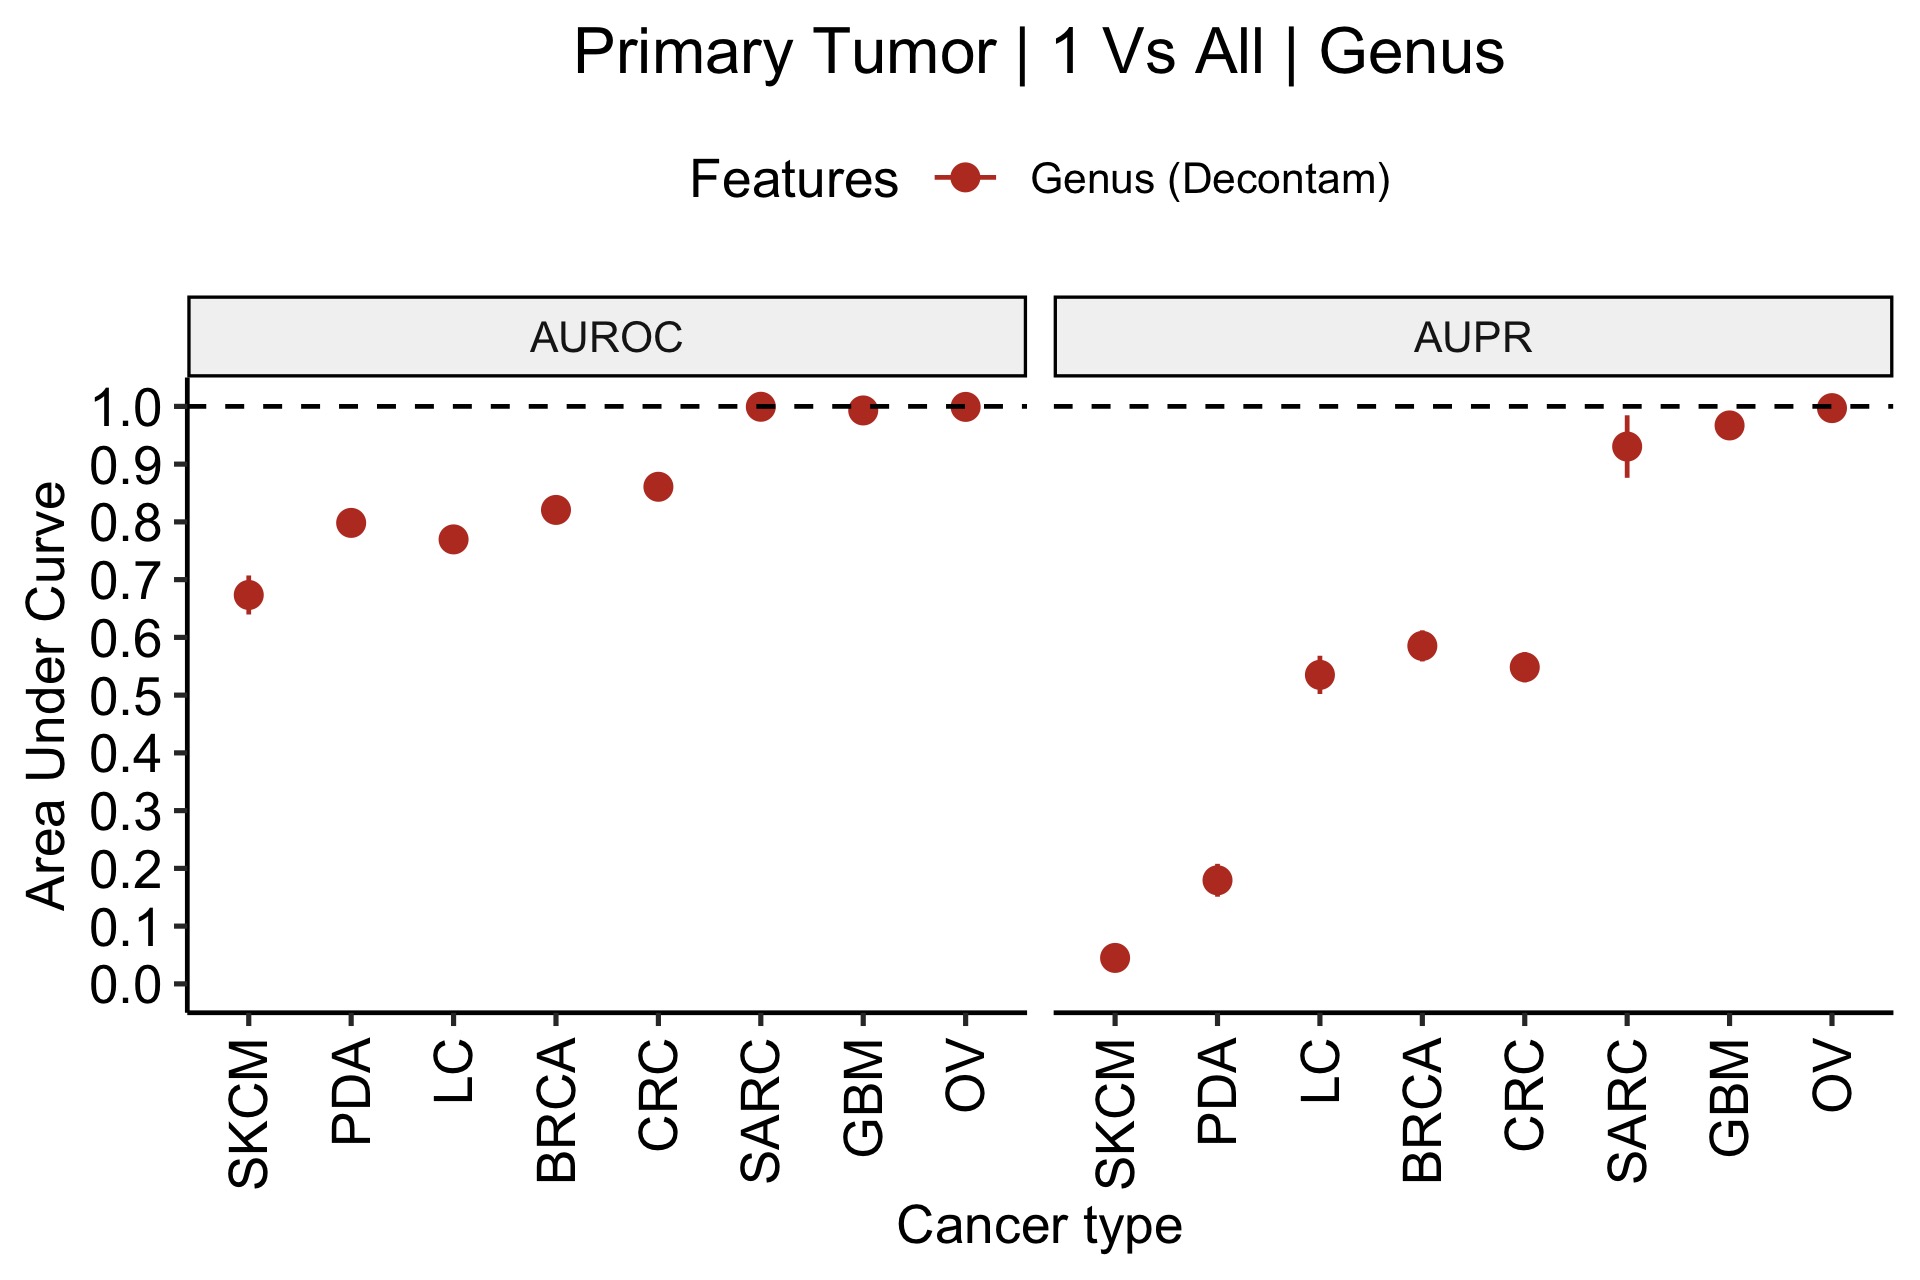 Primary Tumor | 1 Vs All | Genus
Features Genus (Decontam)
AUROC AUPR
Area Under Curve
1.0
0.9
0.8
0.7
0.6
0.5
0.4
0.3
0.2
0.1
0.0
SKCM PDA LC BRCA CRC SARC GBM OV SKCM PDA LC BRCA CRC SARC GBM OV
Cancer type